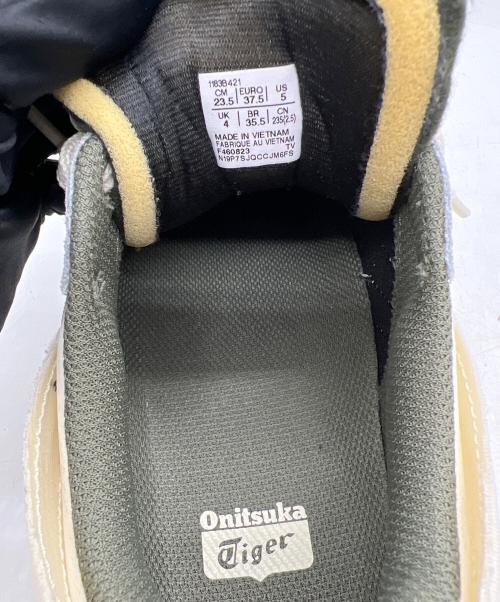 1183B421
CM EURO US
23.5 37.5 5
UK BR CN
4 35.5 235(2.5)
MADE IN VIETNAM
FABRIQUE AU VIETNAM
F460823 TV
N19P7SJQCCJM6FS
Onitsuka
Tiger